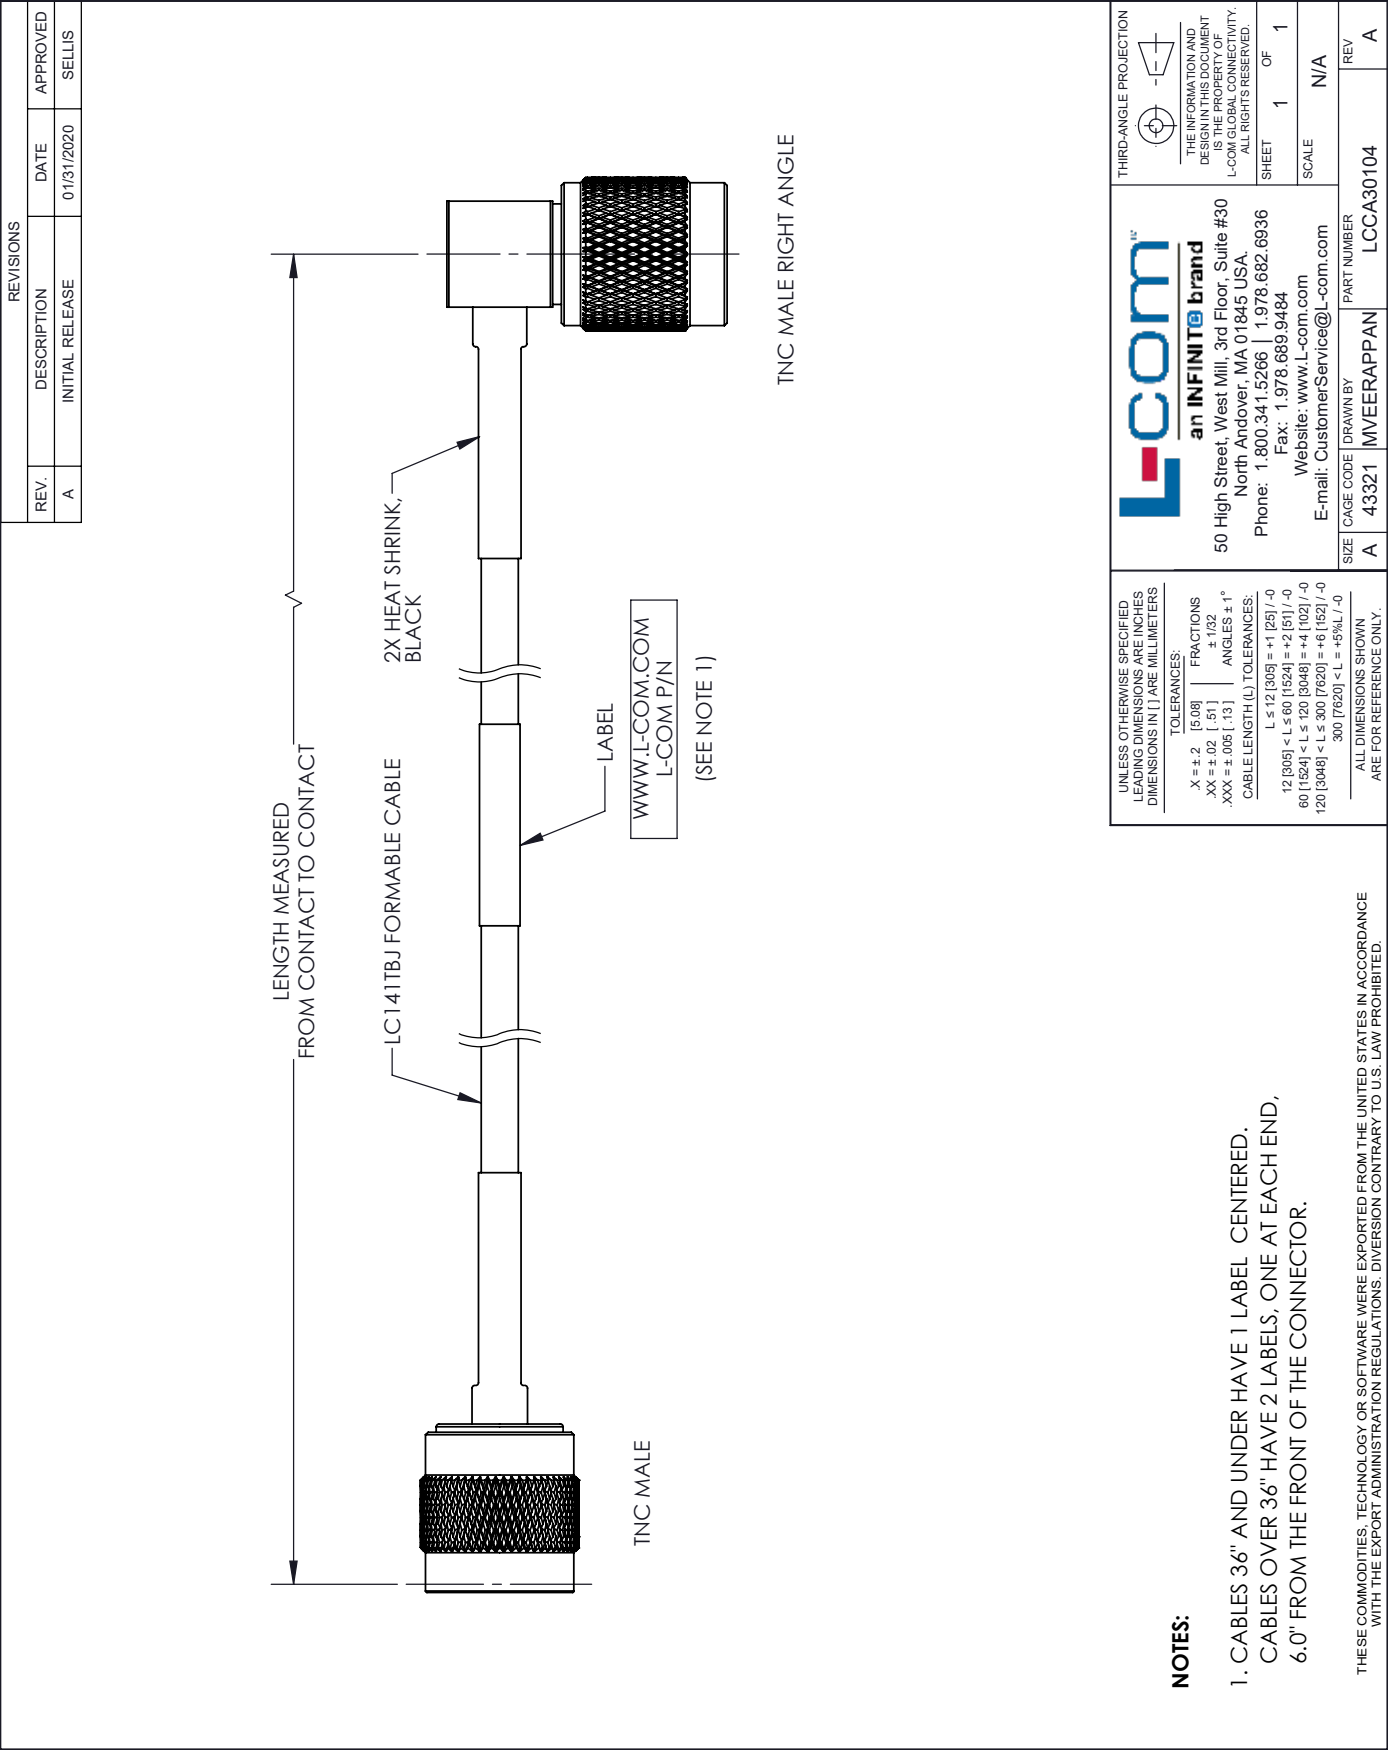 REVISIONS
REV.	DESCRIPTION	DATE	APPROVED
A	INITIAL RELEASE	01/31/2020	SELLIS
LENGTH MEASURED
FROM CONTACT TO CONTACT
LC141TBJ FORMABLE CABLE
2X HEAT SHRINK,
BLACK
LABEL
WWW.L-COM.COM
L-COM P/N
(SEE NOTE 1)
TNC MALE
TNC MALE RIGHT ANGLE
NOTES:
1. CABLES 36" AND UNDER HAVE 1 LABEL CENTERED.
CABLES OVER 36" HAVE 2 LABELS, ONE AT EACH END,
6.0" FROM THE FRONT OF THE CONNECTOR.
THESE COMMODITIES, TECHNOLOGY OR SOFTWARE WERE EXPORTED FROM THE UNITED STATES IN ACCORDANCE
WITH THE EXPORT ADMINISTRATION REGULATIONS. DIVERSION CONTRARY TO U.S. LAW PROHIBITED.
UNLESS OTHERWISE SPECIFIED
LEADING DIMENSIONS ARE INCHES
DIMENSIONS IN [ ] ARE MILLIMETERS
TOLERANCES:
.X = ±.2 [5.08] FRACTIONS
.XX = ±.02 [.51] ± 1/32
.XXX = ±.005 [.13] ANGLES ± 1°
CABLE LENGTH (L) TOLERANCES:
L ≤ 12 [305] = +1 [25] / -0
12 [305] < L ≤ 60 [1524] = +2 [51] / -0
60 [1524] < L ≤ 120 [3048] = +4 [102] / -0
120 [3048] < L ≤ 300 [7620] = +6 [152] / -0
300 [7620] < L = +5%L / -0
ALL DIMENSIONS SHOWN
ARE FOR REFERENCE ONLY.
L-com
an INFINIT@ brand
50 High Street, West Mill, 3rd Floor, Suite #30
North Andover, MA 01845 USA.
Phone: 1.800.341.5266 | 1.978.682.6936
Fax: 1.978.689.9484
Website: www.L-com.com
E-mail: CustomerService@L-com.com
THIRD-ANGLE PROJECTION
THE INFORMATION AND
DESIGN IN THIS DOCUMENT
IS THE PROPERTY OF
L-COM GLOBAL CONNECTIVITY.
ALL RIGHTS RESERVED.
SHEET 1 OF 1
SCALE N/A
SIZE A
CAGE CODE 43321
DRAWN BY MVEERAPPAN
PART NUMBER LCCA30104
REV A